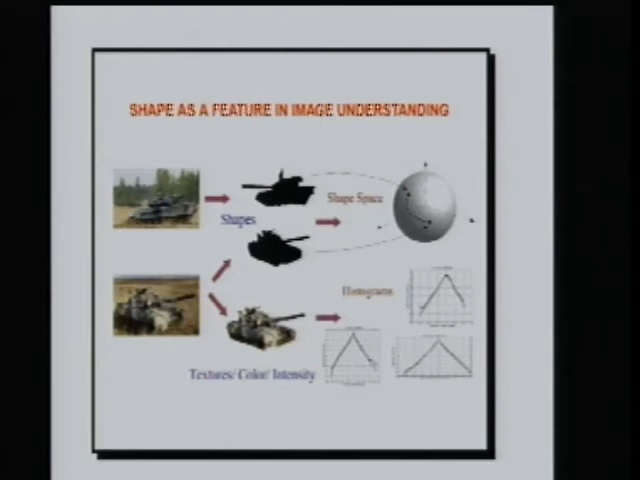 SHAPE AS A FEATURE IN IMAGE UNDERSTANDING
Shape Space
Shapes
Histograms
Textures/ Color/ Intensity